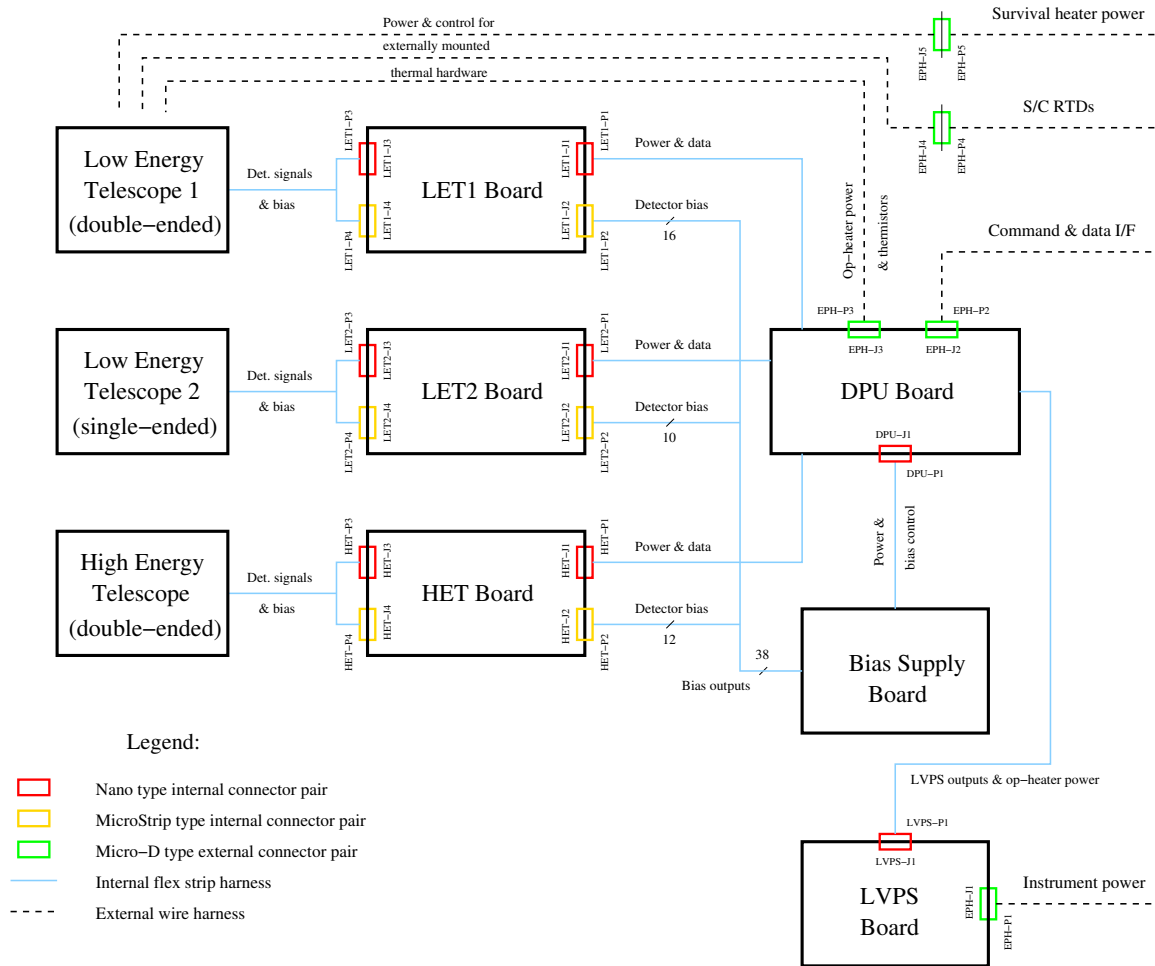 Power & control for
externally mounted
thermal hardware
Survival heater power
EPH−J5
EPH−P5
S/C RTDs
EPH−J4
EPH−P4
Command & data I/F
Op−heater power
& thermistors
Low Energy
Telescope 1
(double−ended)
Det. signals
& bias
LET1−P3
LET1−J3
LET1−J4
LET1−P4
LET1 Board
LET1−P1
LET1−J1
LET1−J2
LET1−P2
Power & data
Detector bias
16
Low Energy
Telescope 2
(single−ended)
Det. signals
& bias
LET2−P3
LET2−J3
LET2−J4
LET2−P4
LET2 Board
LET2−P1
LET2−J1
LET2−J2
LET2−P2
Power & data
Detector bias
10
EPH−P3
EPH−J3
EPH−P2
EPH−J2
DPU Board
DPU−J1
DPU−P1
Power &
bias control
High Energy
Telescope
(double−ended)
Det. signals
& bias
HET−P3
HET−J3
HET−J4
HET−P4
HET Board
HET−P1
HET−J1
HET−J2
HET−P2
Power & data
Detector bias
12
38
Bias outputs
Bias Supply
Board
LVPS outputs & op−heater power
LVPS−P1
LVPS−J1
LVPS
Board
EPH−J1
EPH−P1
Instrument power
Legend:
Nano type internal connector pair
MicroStrip type internal connector pair
Micro−D type external connector pair
Internal flex strip harness
External wire harness